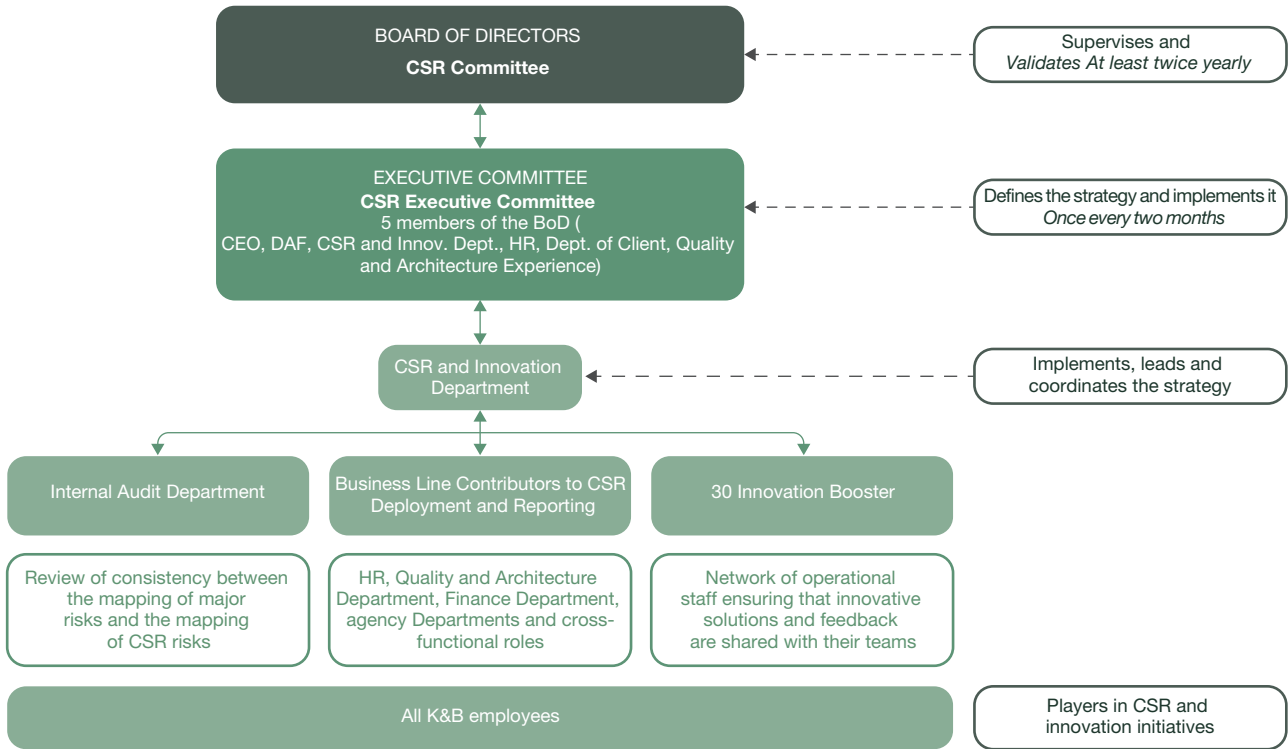 BOARD OF DIRECTORS
CSR Committee
Supervises and
Validates At least twice yearly
EXECUTIVE COMMITTEE
CSR Executive Committee
5 members of the BoD (
CEO, DAF, CSR and Innov. Dept., HR, Dept. of Client, Quality
and Architecture Experience)
Defines the strategy and implements it
Once every two months
CSR and Innovation
Department
Implements, leads and
coordinates the strategy
Internal Audit Department
Business Line Contributors to CSR
Deployment and Reporting
30 Innovation Booster
Review of consistency between
the mapping of major
risks and the mapping
of CSR risks
HR, Quality and Architecture
Department, Finance Department,
agency Departments and cross-
functional roles
Network of operational
staff ensuring that innovative
solutions and feedback
are shared with their teams
All K&B employees
Players in CSR and
innovation initiatives